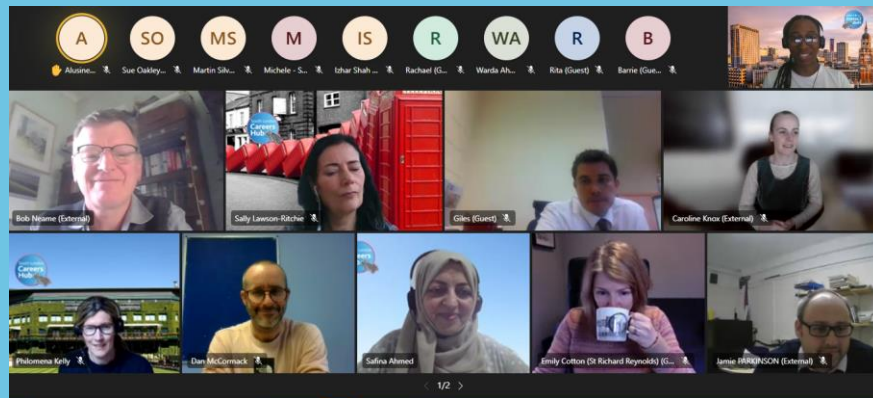 A
SO
MS
M
IS
R
WA
R
B
Alusine...
Sue Oakley...
Martin Silv...
Michele - S...
Izhar Shah ...
Rachael (G...
Warda Ah...
Rita (Guest)
Barrie (Gue...
Careers
Hub
Bob Neame (External)
Sally Lawson-Ritchie
Giles (Guest)
Caroline Knox (External)
Careers
Hub
Philomena Kelly
Dan McCormack
Safina Ahmed
Emily Cotton (St Richard Reynolds) (G...
Jamie PARKINSON (External)
1/2